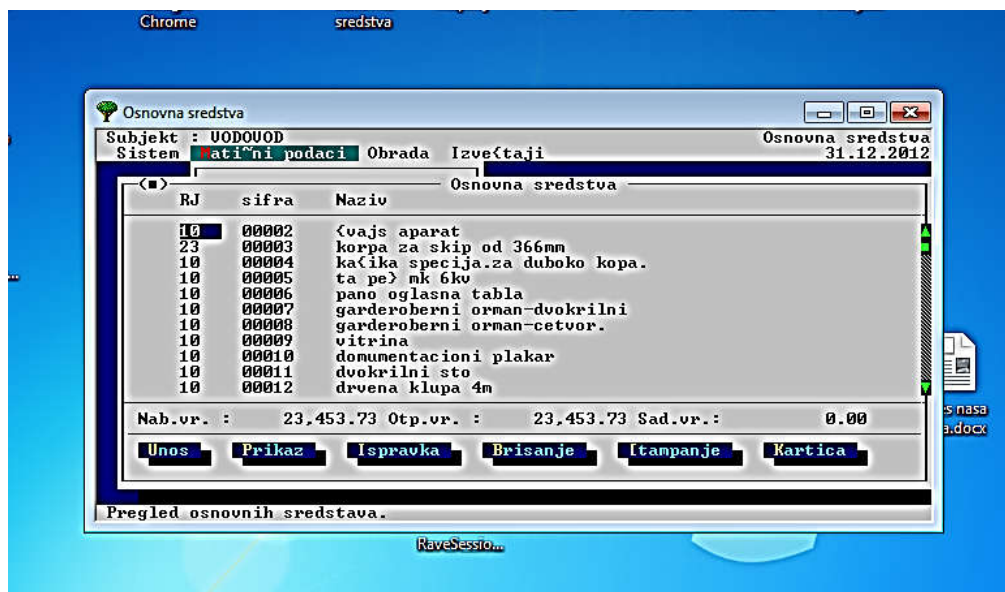 Chrome
sredstva
Osnovna sredstva
Subjekt : VODOVOD Osnovna sredstva
Sistem Mati~ni podaci Obrada Izve{taji 31.12.2012
Osnovna sredstva
RJ sifra Naziv
10 00002 {vajs aparat
23 00003 korpa za skip od 366mm
10 00004 ka{ika specija.za duboko kopa.
10 00005 ta pe} mk 6kv
10 00006 pano oglasna tabla
10 00007 garderoberni orman-dvokrilni
10 00008 garderoberni orman-cetvor.
10 00009 vitrina
10 00010 domumentacioni plakar
10 00011 dvokrilni sto
10 00012 drvena klupa 4m
Nab.vr. : 23,453.73 Otp.vr. : 23,453.73 Sad.vr.: 0.00
Unos Prikaz Ispravka Brisanje [tampanje Kartica
Pregled osnovnih sredstava.
s nasa
a.docx
RaveSessio...